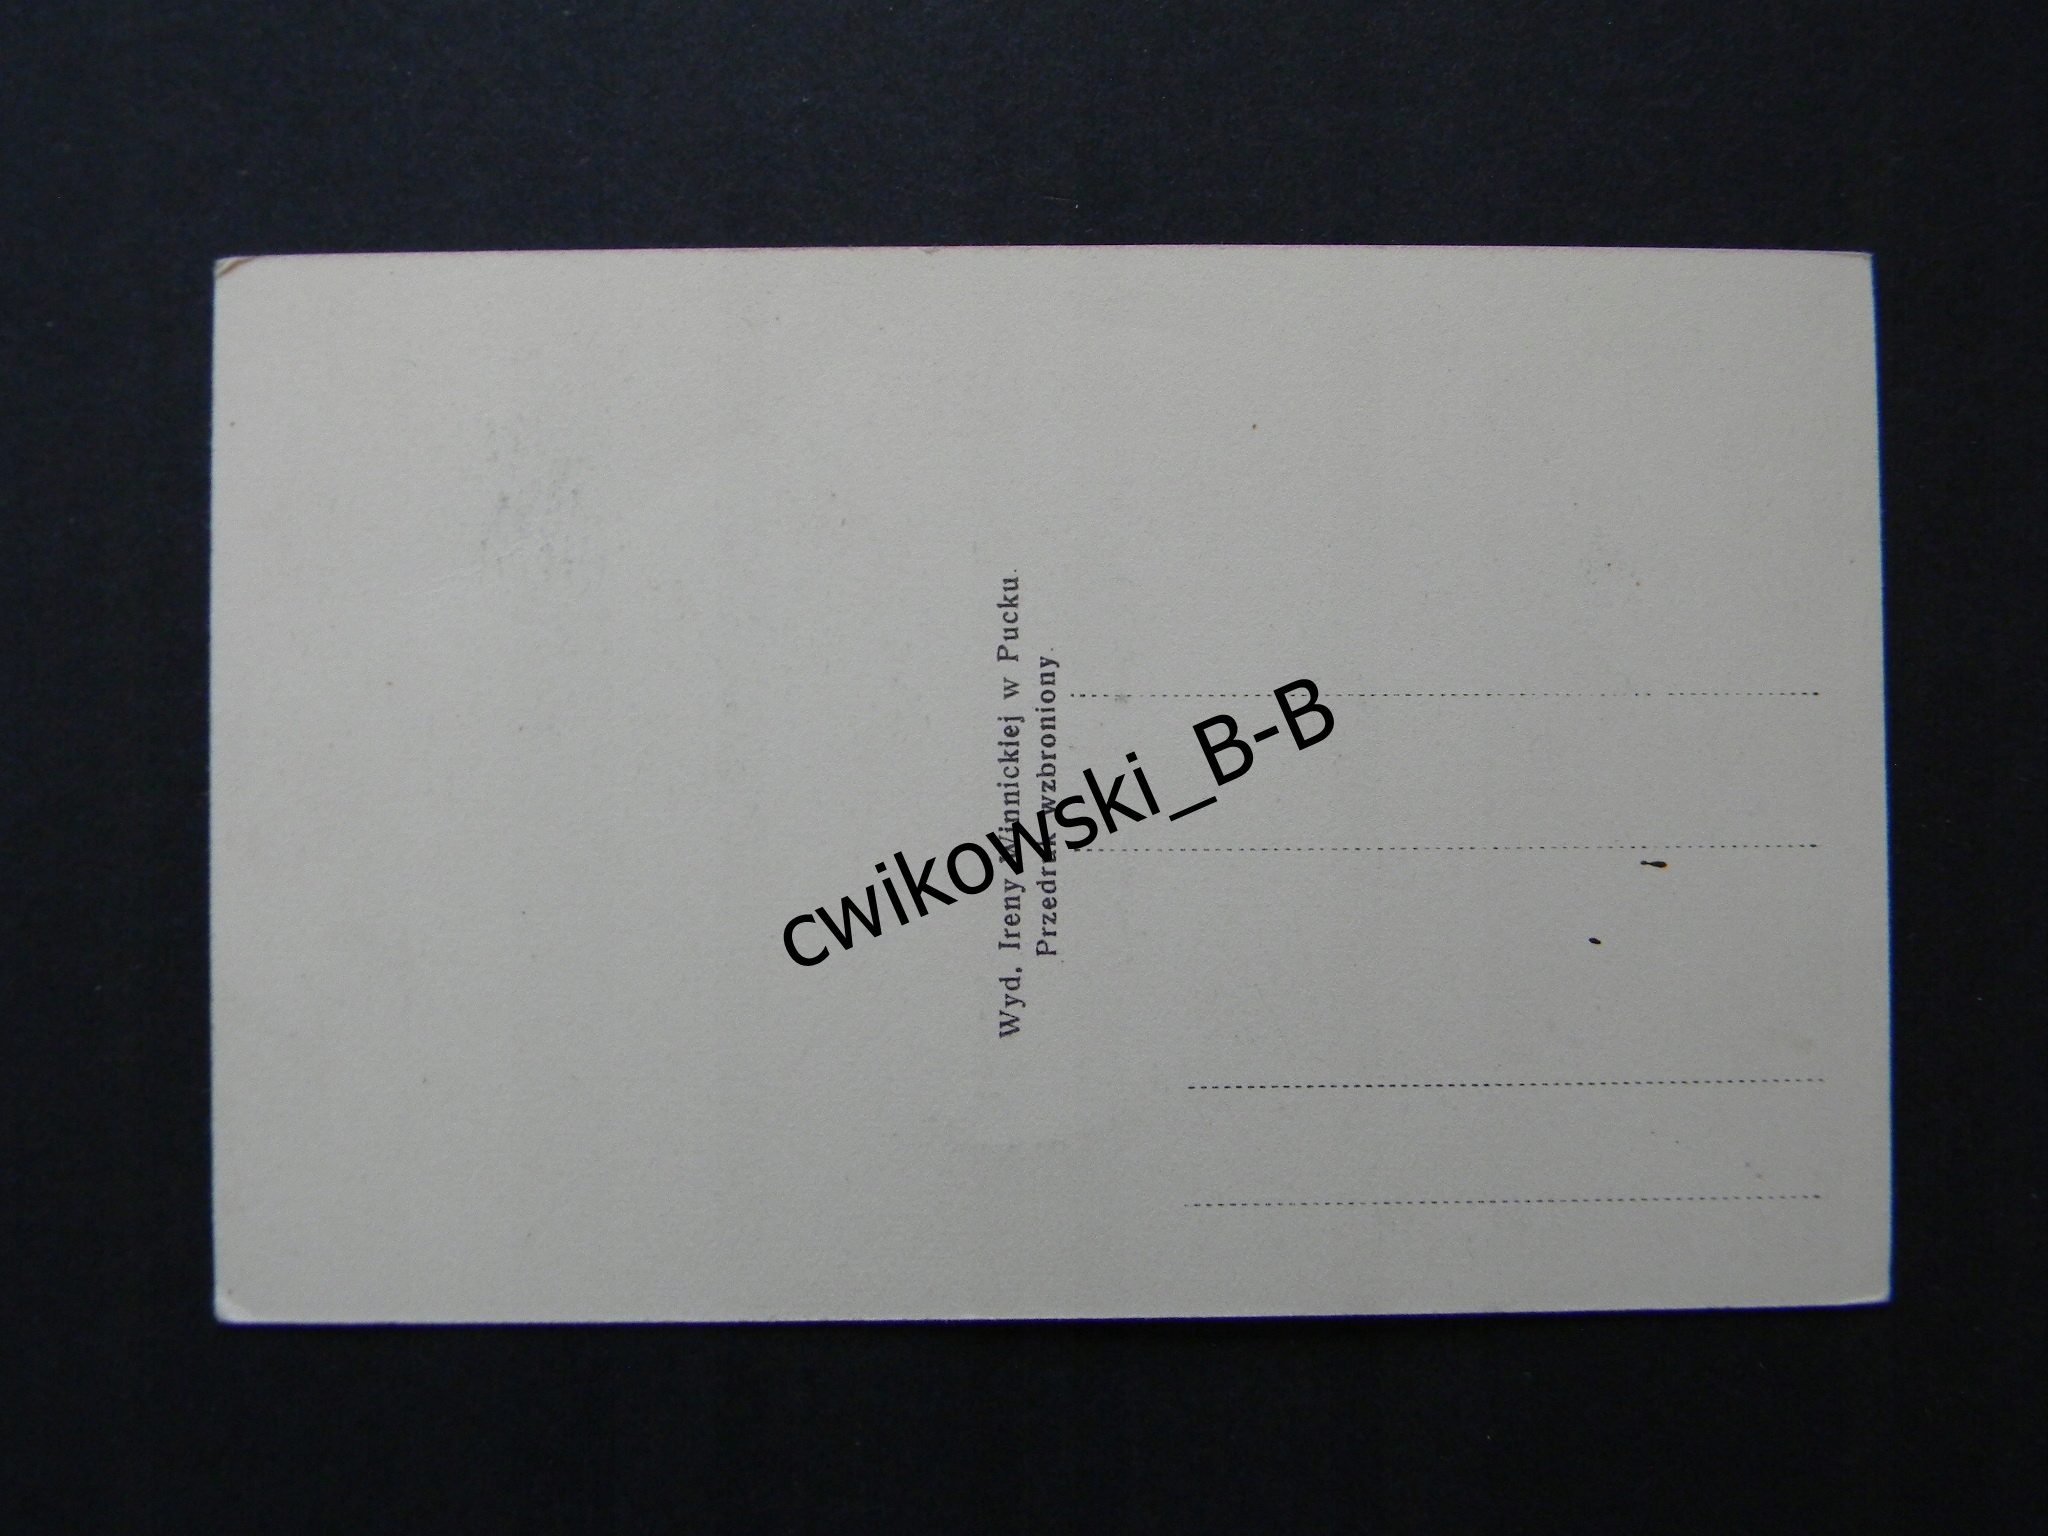 Wyd. Ireny Winnickiej w Pucku.
Przedruk wzbroniony.
cwikowski_B-B